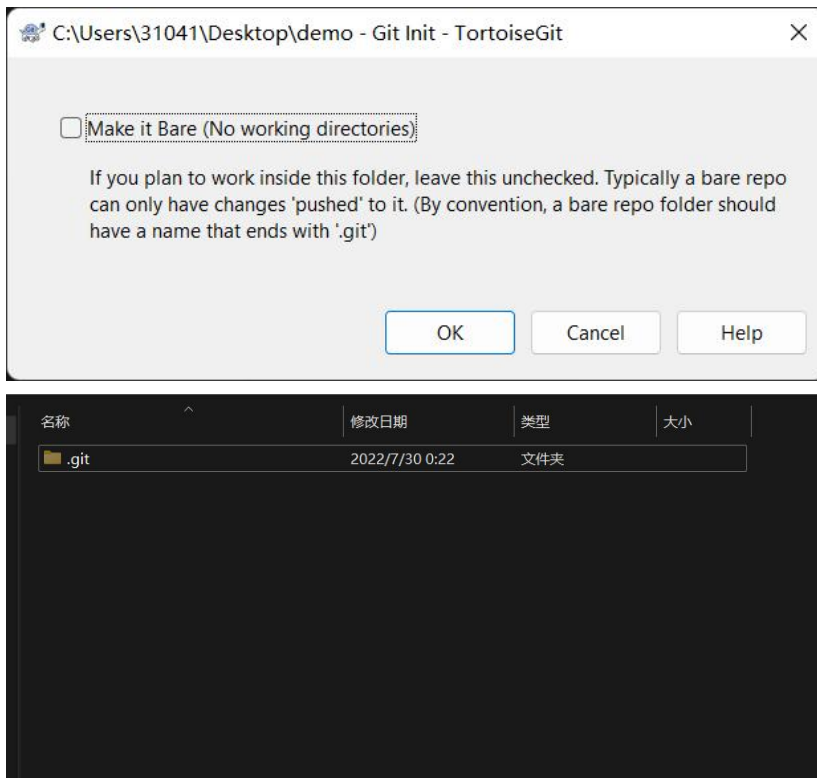 C:\Users\31041\Desktop\demo - Git Init - TortoiseGit
Make it Bare (No working directories)
If you plan to work inside this folder, leave this unchecked. Typically a bare repo
can only have changes 'pushed' to it. (By convention, a bare repo folder should
have a name that ends with '.git')
OK Cancel Help
名称 修改日期 类型 大小
.git 2022/7/30 0:22 文件夹